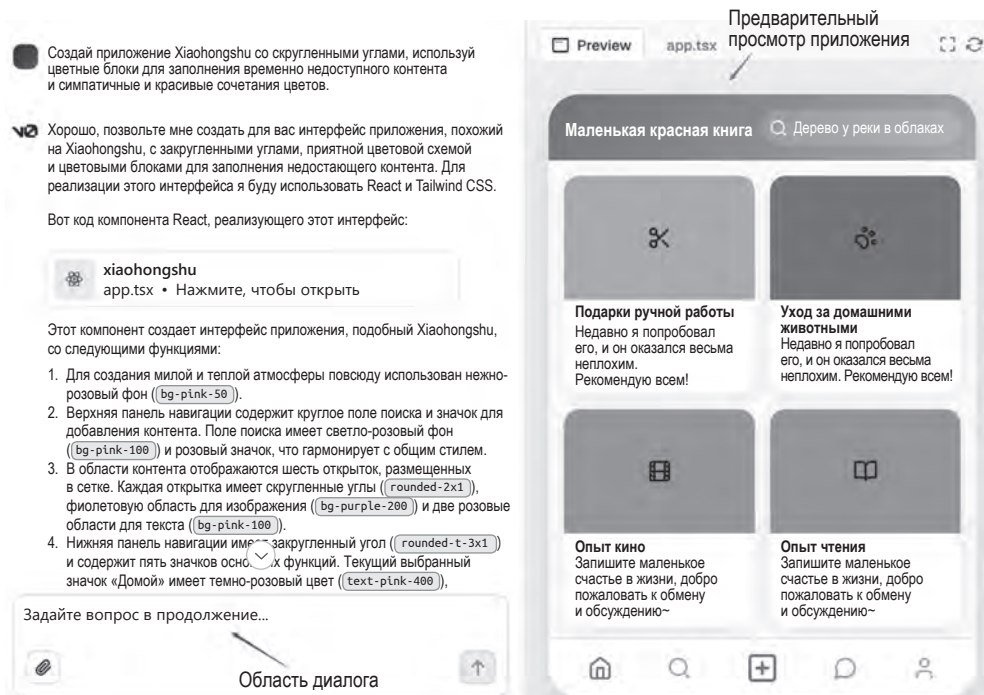 Создай приложение Xiaohongshu со скругленными углами, используй
цветные блоки для заполнения временно недоступного контента
и симпатичные и красивые сочетания цветов.
v0
Хорошо, позвольте мне создать для вас интерфейс приложения, похожий
на Xiaohongshu, с закругленными углами, приятной цветовой схемой
и цветовыми блоками для заполнения недостающего контента. Для
реализации этого интерфейса я буду использовать React и Tailwind CSS.
Вот код компонента React, реализующего этот интерфейс:
xiaohongshu
app.tsx • Нажмите, чтобы открыть
Этот компонент создает интерфейс приложения, подобный Xiaohongshu,
со следующими функциями:
1. Для создания милой и теплой атмосферы повсюду использован нежно-
розовый фон (bg-pink-50).
2. Верхняя панель навигации содержит круглое поле поиска и значок для
добавления контента. Поле поиска имеет светло-розовый фон
(bg-pink-100) и розовый значок, что гармонирует с общим стилем.
3. В области контента отображаются шесть открыток, размещенных
в сетке. Каждая открытка имеет скругленные углы (rounded-2x1),
фиолетовую область для изображения (bg-purple-200) и две розовые
области для текста (bg-pink-100).
4. Нижняя панель навигации имеет закругленный угол (rounded-t-3x1)
и содержит пять значков основных функций. Текущий выбранный
значок «Домой» имеет темно-розовый цвет (text-pink-400),
Задайте вопрос в продолжение...
Область диалога
Предварительный
просмотр приложения
Preview app.tsx
Маленькая красная книга
Дерево у реки в облаках
Подарки ручной работы
Недавно я попробовал
его, и он оказался весьма
неплохим.
Рекомендую всем!
Уход за домашними
животными
Недавно я попробовал
его, и он оказался весьма
неплохим. Рекомендую всем!
Опыт кино
Запишите маленькое
счастье в жизни, добро
пожаловать к обмену
и обсуждению~
Опыт чтения
Запишите маленькое
счастье в жизни, добро
пожаловать к обмену
и обсуждению~